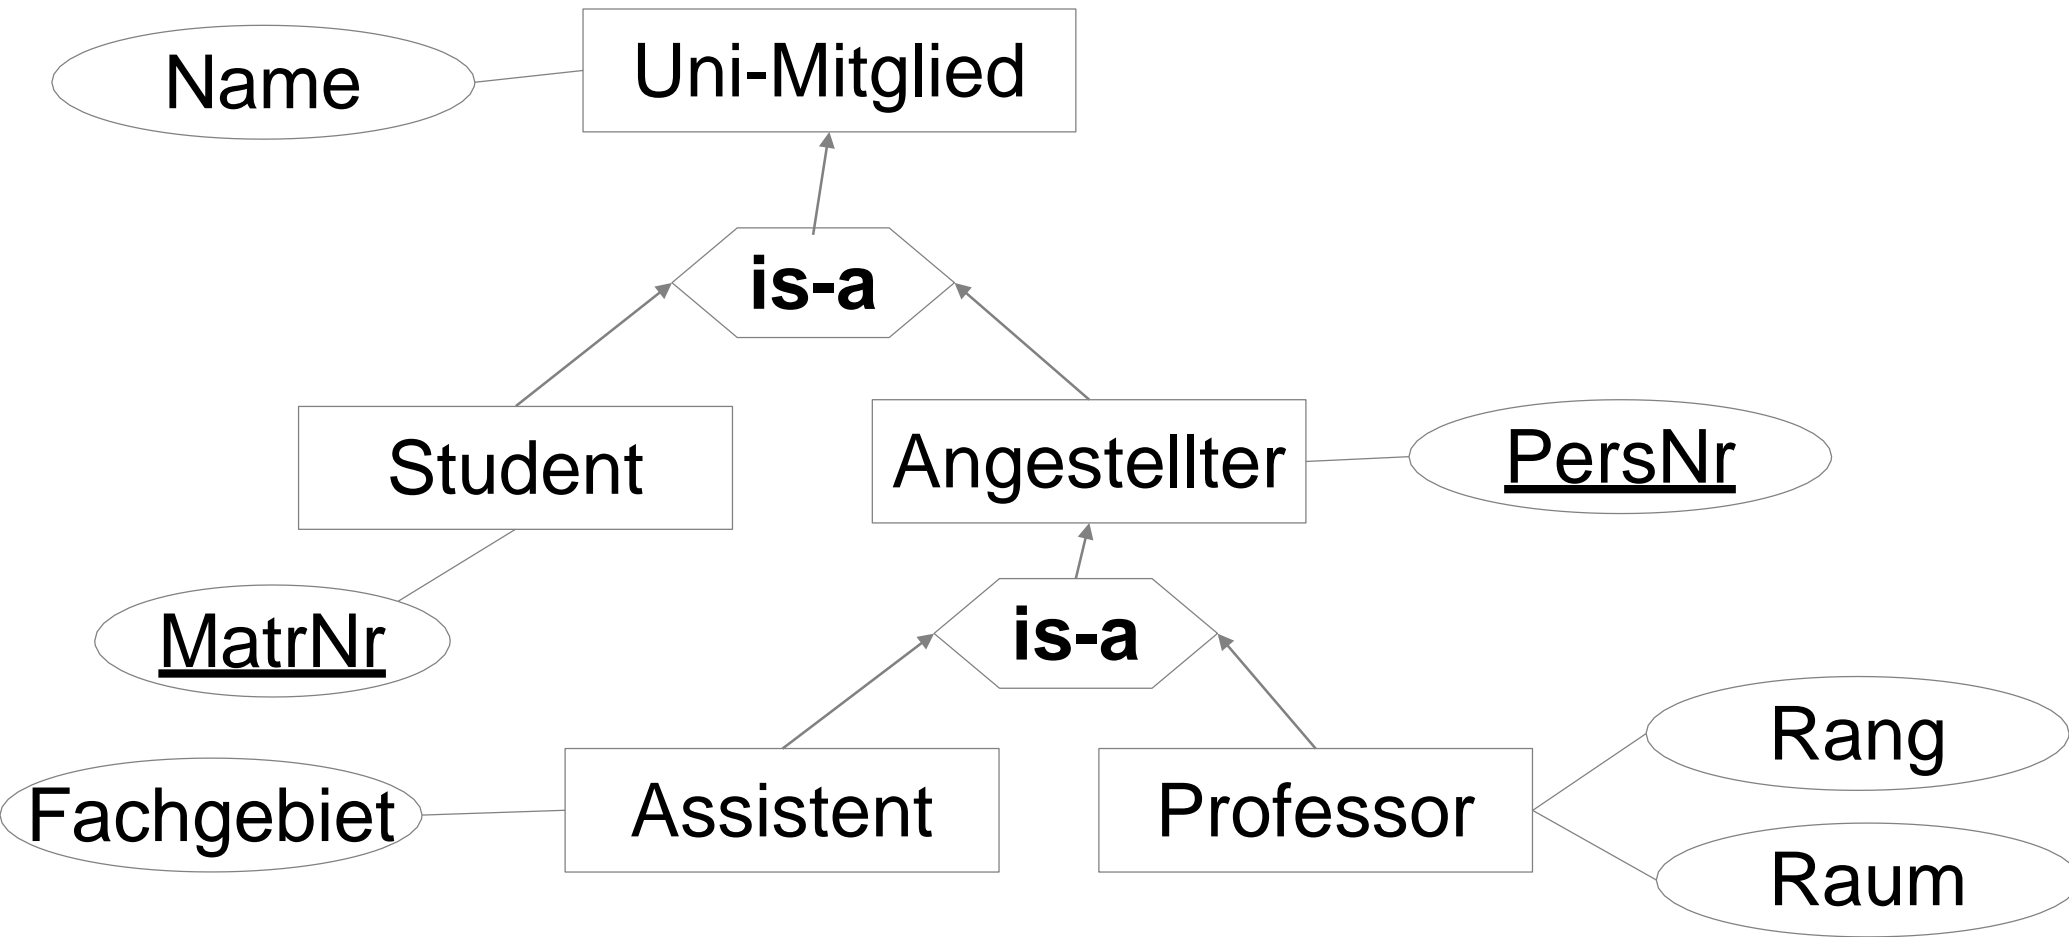 Name
Uni-Mitglied
is-a
Student
Angestellter
PersNr
MatrNr
is-a
Fachgebiet
Assistent
Professor
Rang
Raum